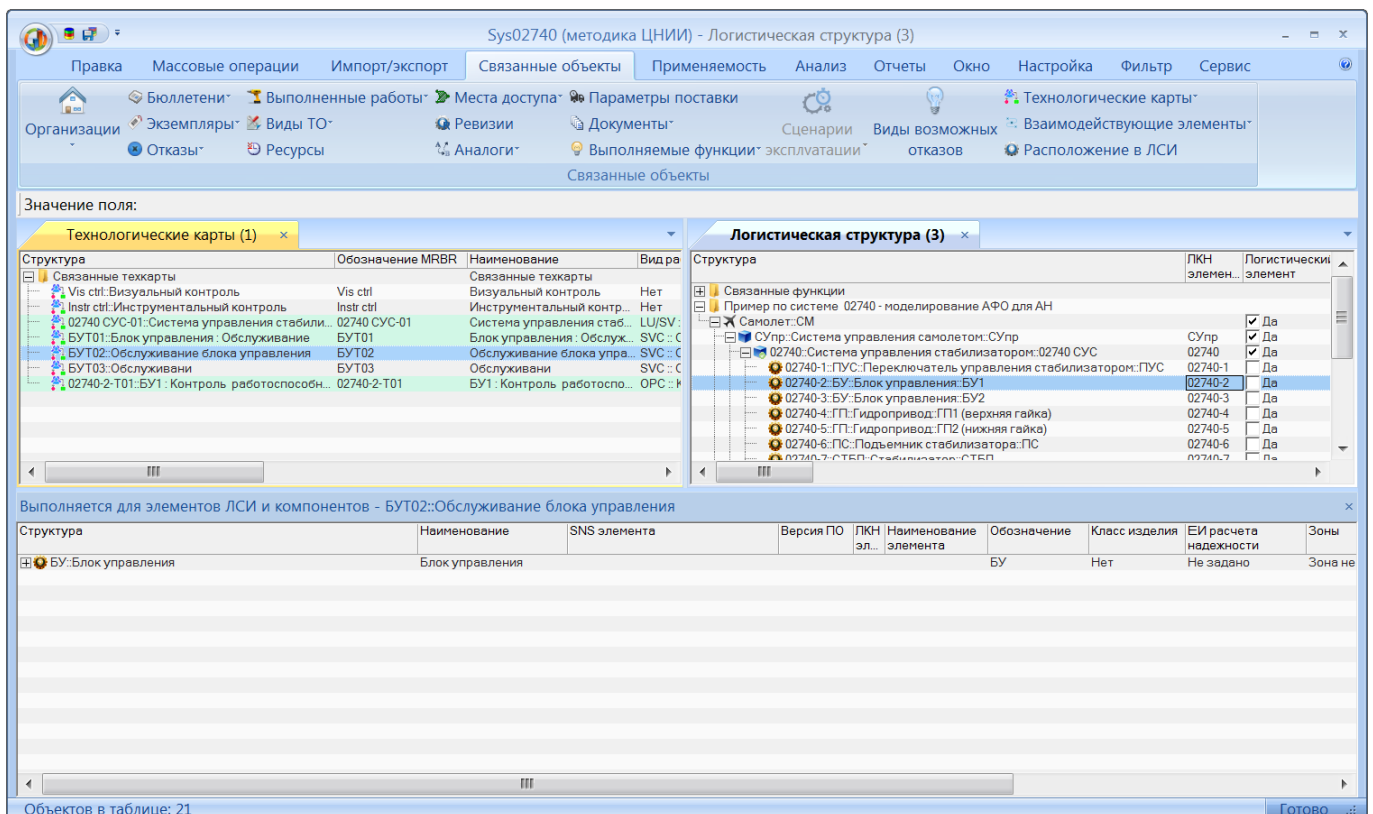 Sys02740 (методика ЦНИИ) - Логистическая структура (3)
Правка Массовые операции Импорт/экспорт Связанные объекты Применяемость Анализ Отчеты Окно Настройка Фильтр Сервис
Бюллетени Выполненные работы Места доступа Параметры поставки Технологические карты
Организации Экземпляры Виды ТО Ревизии Документы Сценарии эксплуатации Виды возможных отказов Взаимодействующие элементы
Отказы Ресурсы Аналоги Выполняемые функции Расположение в ЛСИ
Связанные объекты
Значение поля:
Технологические карты (1)
Структура Обозначение MRBR Наименование Вид ра
Связанные техкарты Связанные техкарты
Vis ctrl::Визуальный контроль Vis ctrl Визуальный контроль Нет
Instr ctrl::Инструментальный контроль Instr ctrl Инструментальный контр... Нет
02740 СУС-01::Система управления стабили... 02740 СУС-01 Система управления стаб... LU/SV :
БУТ01::Блок управления : Обслуживание БУТ01 Блок управления : Обслуж... SVC ::
БУТ02::Обслуживание блока управления БУТ02 Обслуживание блока упра... SVC ::
БУТ03::Обслуживани БУТ03 Обслуживани SVC ::
02740-2-T01::БУ1 : Контроль работоспособн... 02740-2-T01 БУ1 : Контроль работоспо... OPC ::
Логистическая структура (3)
Структура ЛКН элемен... Логистический элемент
Связанные функции
Пример по системе 02740 - моделирование АФО для АН
Самолет::СМ Да
СУпр::Система управления самолетом::СУпр СУпр Да
02740::Система управления стабилизатором::02740 СУС 02740 Да
02740-1::ПУС::Переключатель управления стабилизатором::ПУС 02740-1 Да
02740-2::БУ::Блок управления::БУ1 02740-2 Да
02740-3::БУ::Блок управления::БУ2 02740-3 Да
02740-4::ГП::Гидропривод::ГП1 (верхняя гайка) 02740-4 Да
02740-5::ГП::Гидропривод::ГП2 (нижняя гайка) 02740-5 Да
02740-6::ПС::Подъемник стабилизатора::ПС 02740-6 Да
02740-7::СТБП::Стабилизатор::СТБП 02740-7 Да
Выполняется для элементов ЛСИ и компонентов - БУТ02::Обслуживание блока управления
Структура Наименование SNS элемента Версия ПО ЛКН эл... Наименование элемента Обозначение Класс изделия ЕИ расчета надежности Зоны
БУ::Блок управления Блок управления БУ Нет Не задано Зона не
Объектов в таблице: 21 Готово